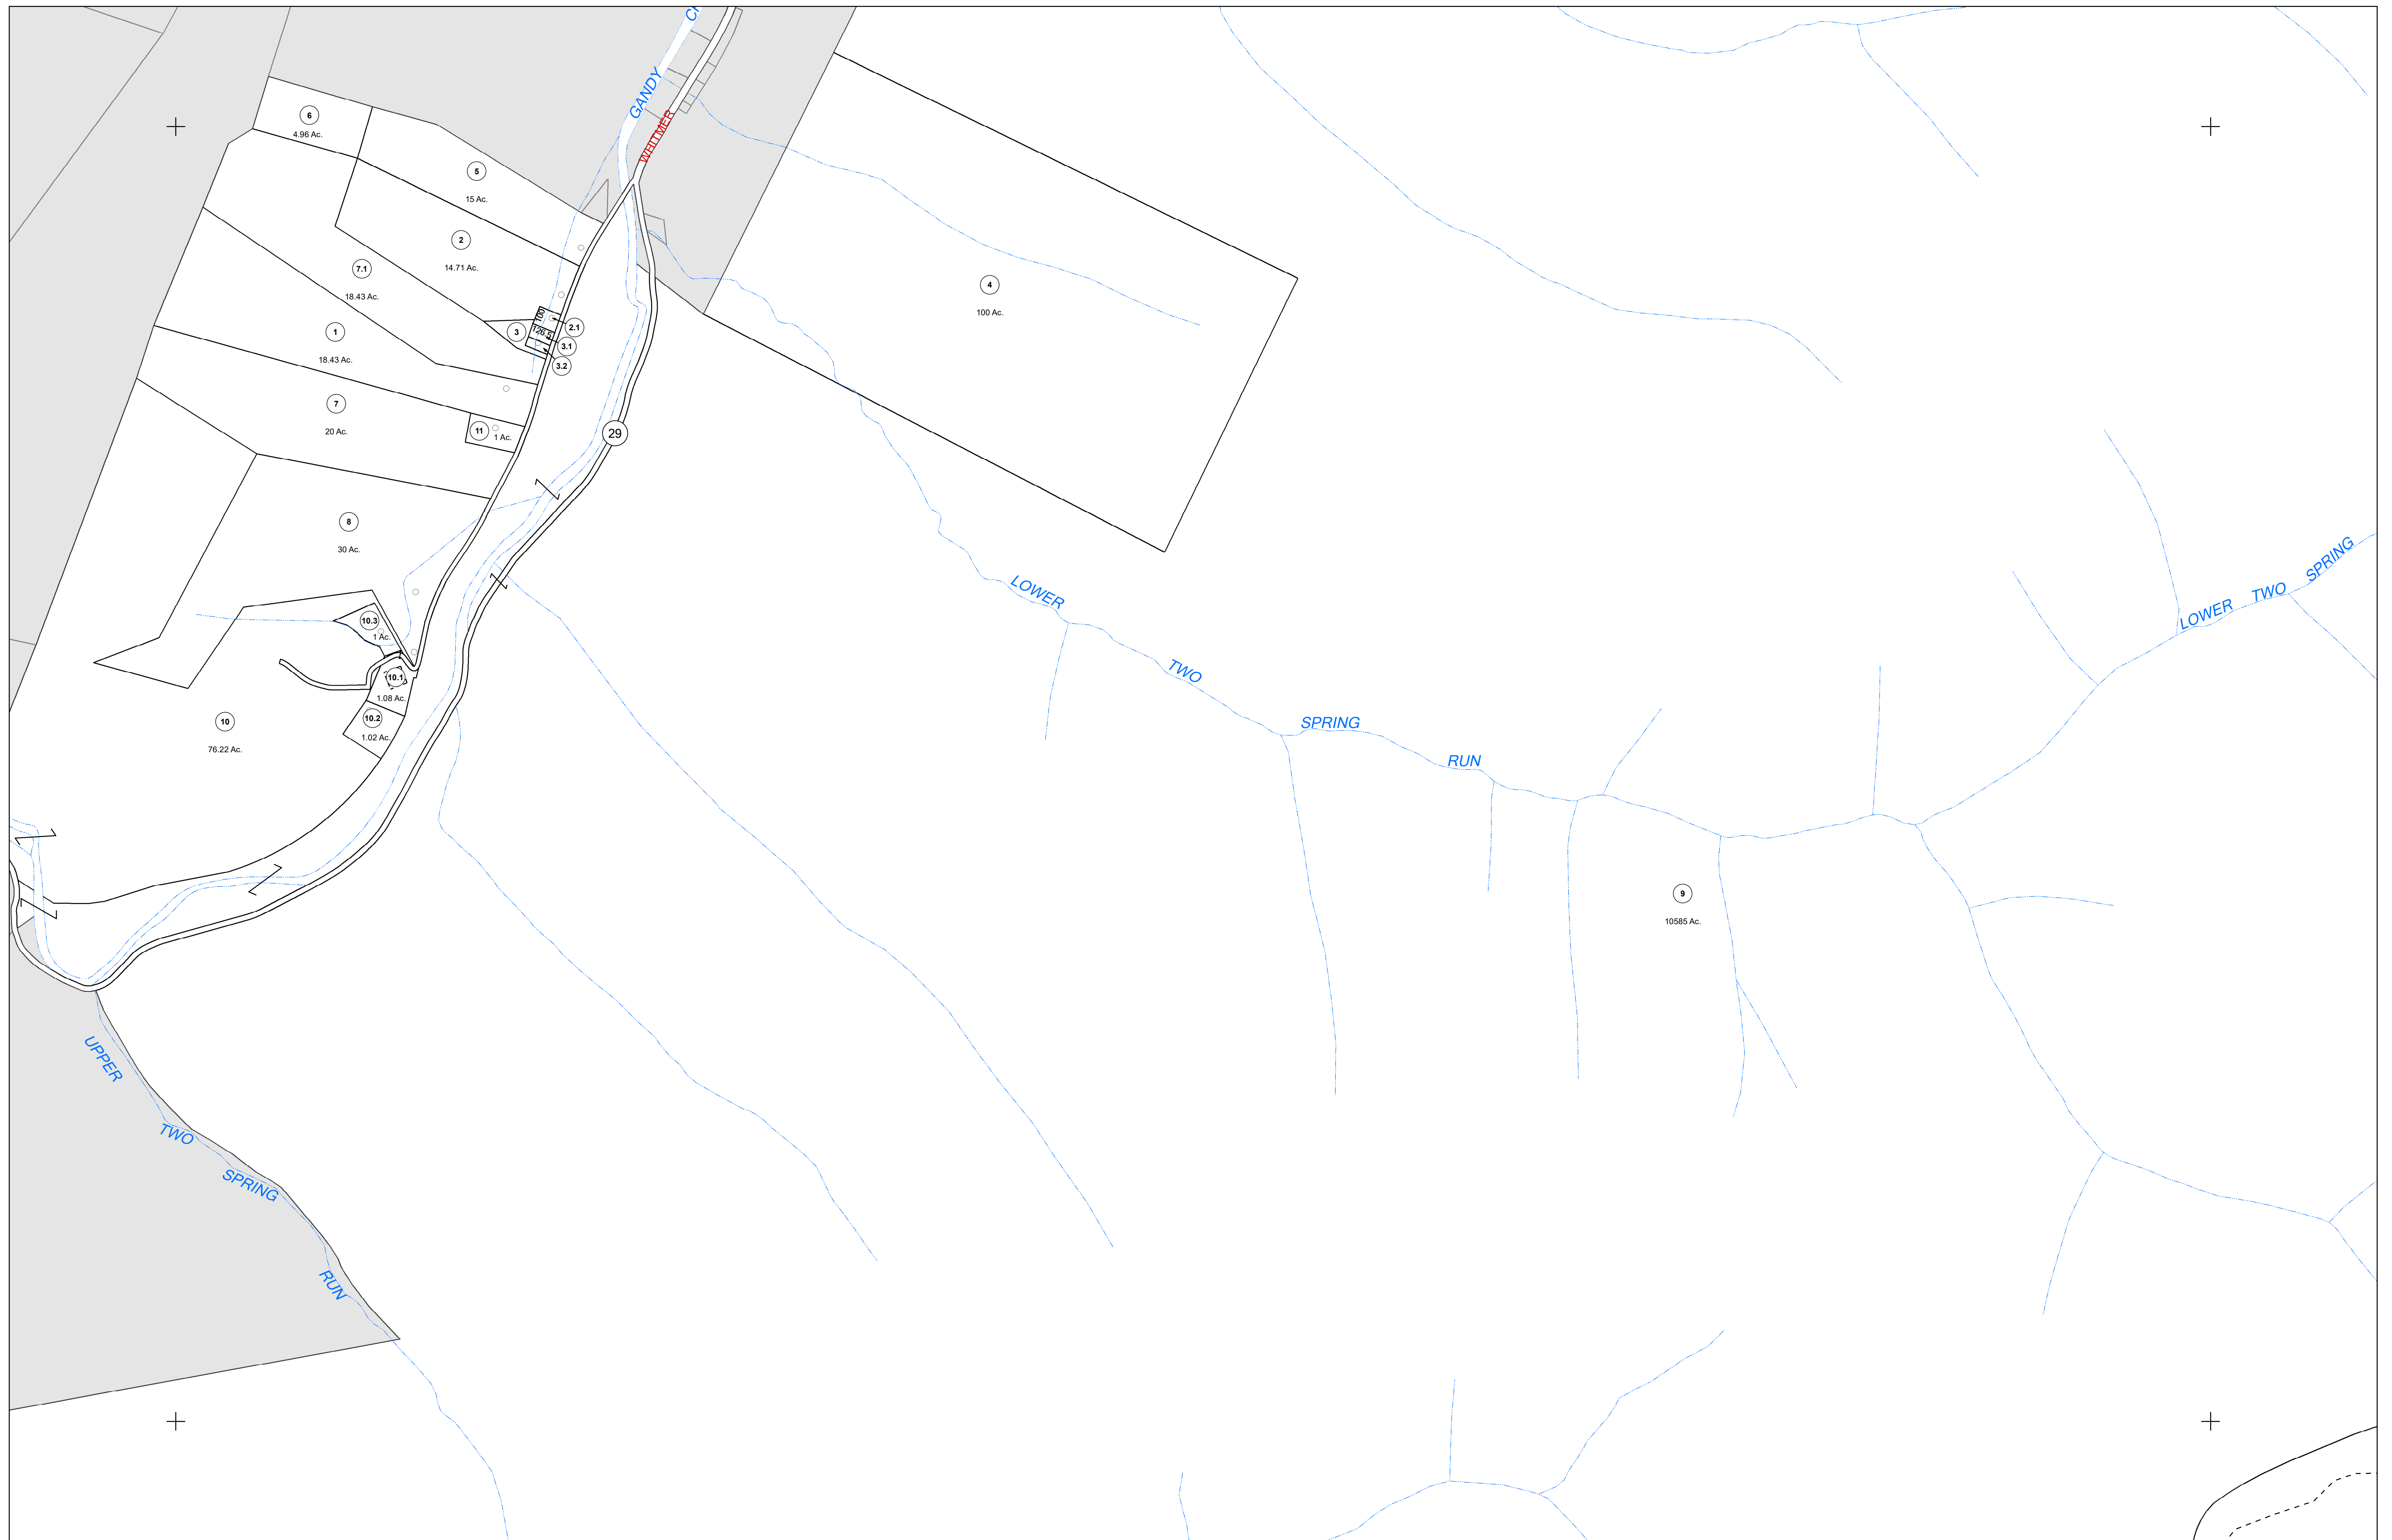 GANDY
WHITMER
6
4.96 Ac.
5
15 Ac.
2
14.71 Ac.
7.1
18.43 Ac.
4
100 Ac.
100
2.1
3
126.5
3.1
3.2
1
18.43 Ac.
7
20 Ac.
11
1 Ac.
29
8
30 Ac.
10.3
1 Ac.
10.1
1.08 Ac.
10.2
1.02 Ac.
10
76.22 Ac.
LOWER
TWO
SPRING
RUN
LOWER TWO SPRING
9
10585 Ac.
UPPER
TWO
SPRING
RUN